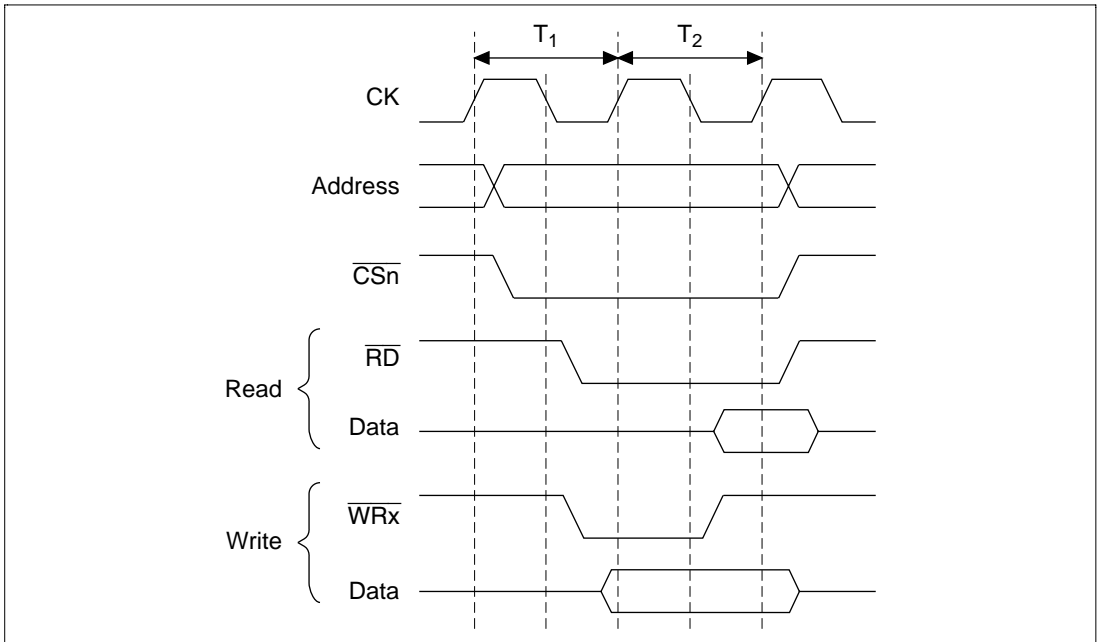 T1 T2
CK
Address
CSn
RD
Read
Data
WRx
Write
Data